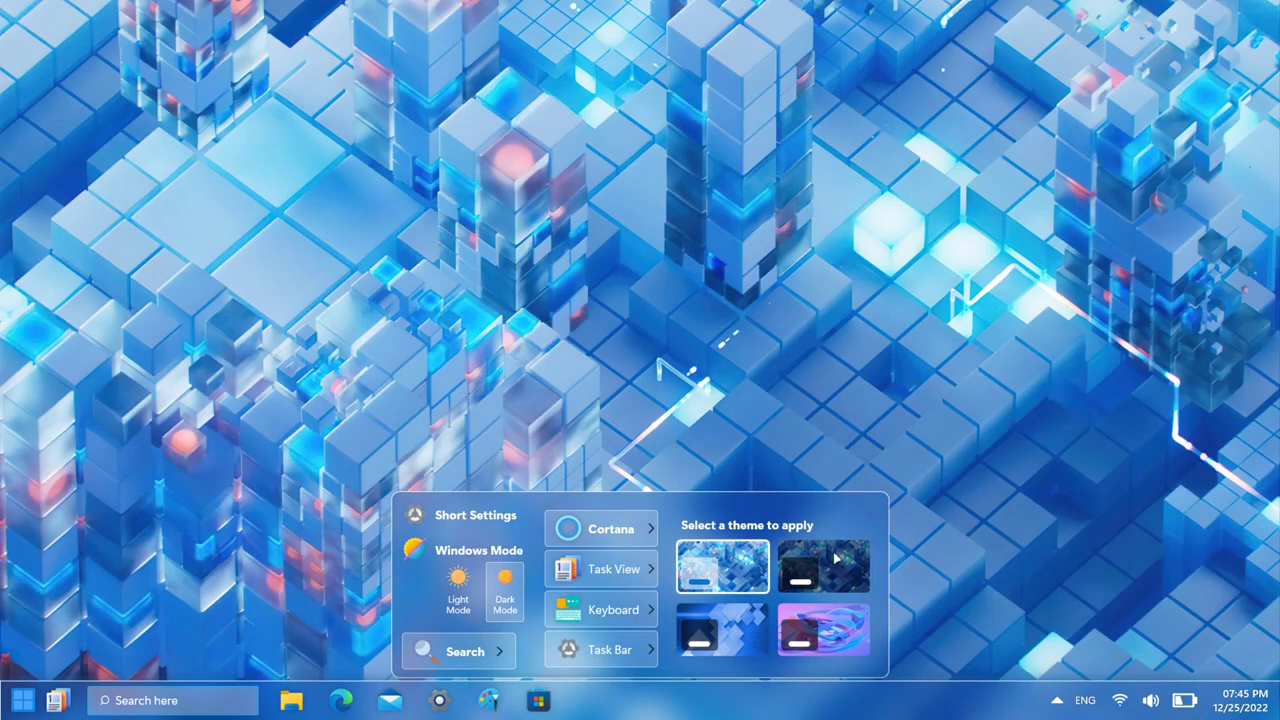 Short Settings
Windows Mode
Light
Mode
Dark
Mode
Search
Cortana
Task View
Keyboard
Task Bar
Select a theme to apply
Search here
ENG
07:45 PM
12/25/2022